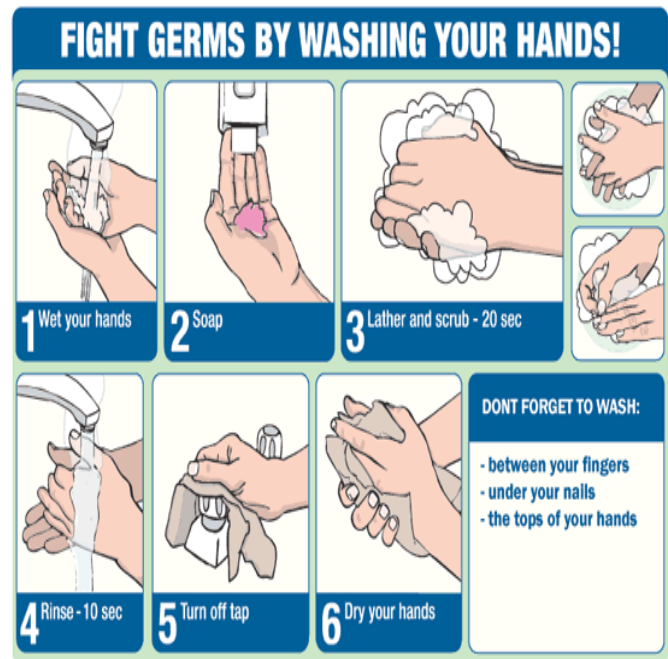 FIGHT GERMS BY WASHING YOUR HANDS!
1 Wet your hands
2 Soap
3 Lather and scrub - 20 sec
4 Rinse - 10 sec
5 Turn off tap
6 Dry your hands
DONT FORGET TO WASH:
- between your fingers
- under your nails
- the tops of your hands